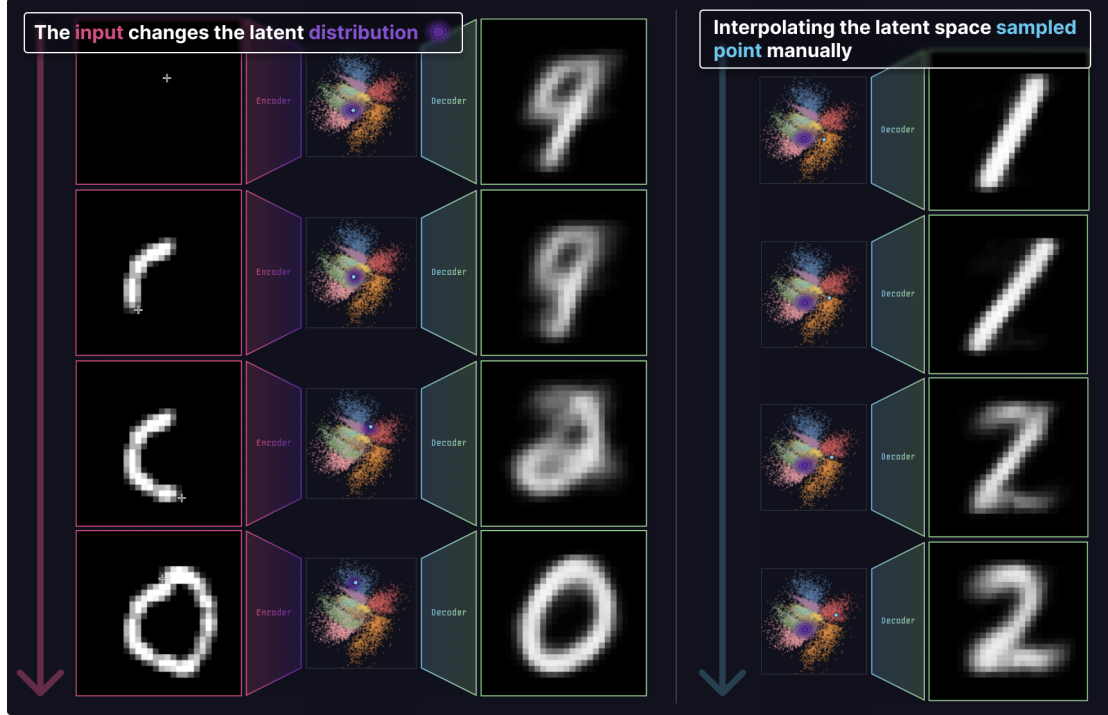 The input changes the latent distribution
Encoder
Decoder
Encoder
Decoder
Encoder
Decoder
Encoder
Decoder
Interpolating the latent space sampled
point manually
Decoder
Decoder
Decoder
Decoder